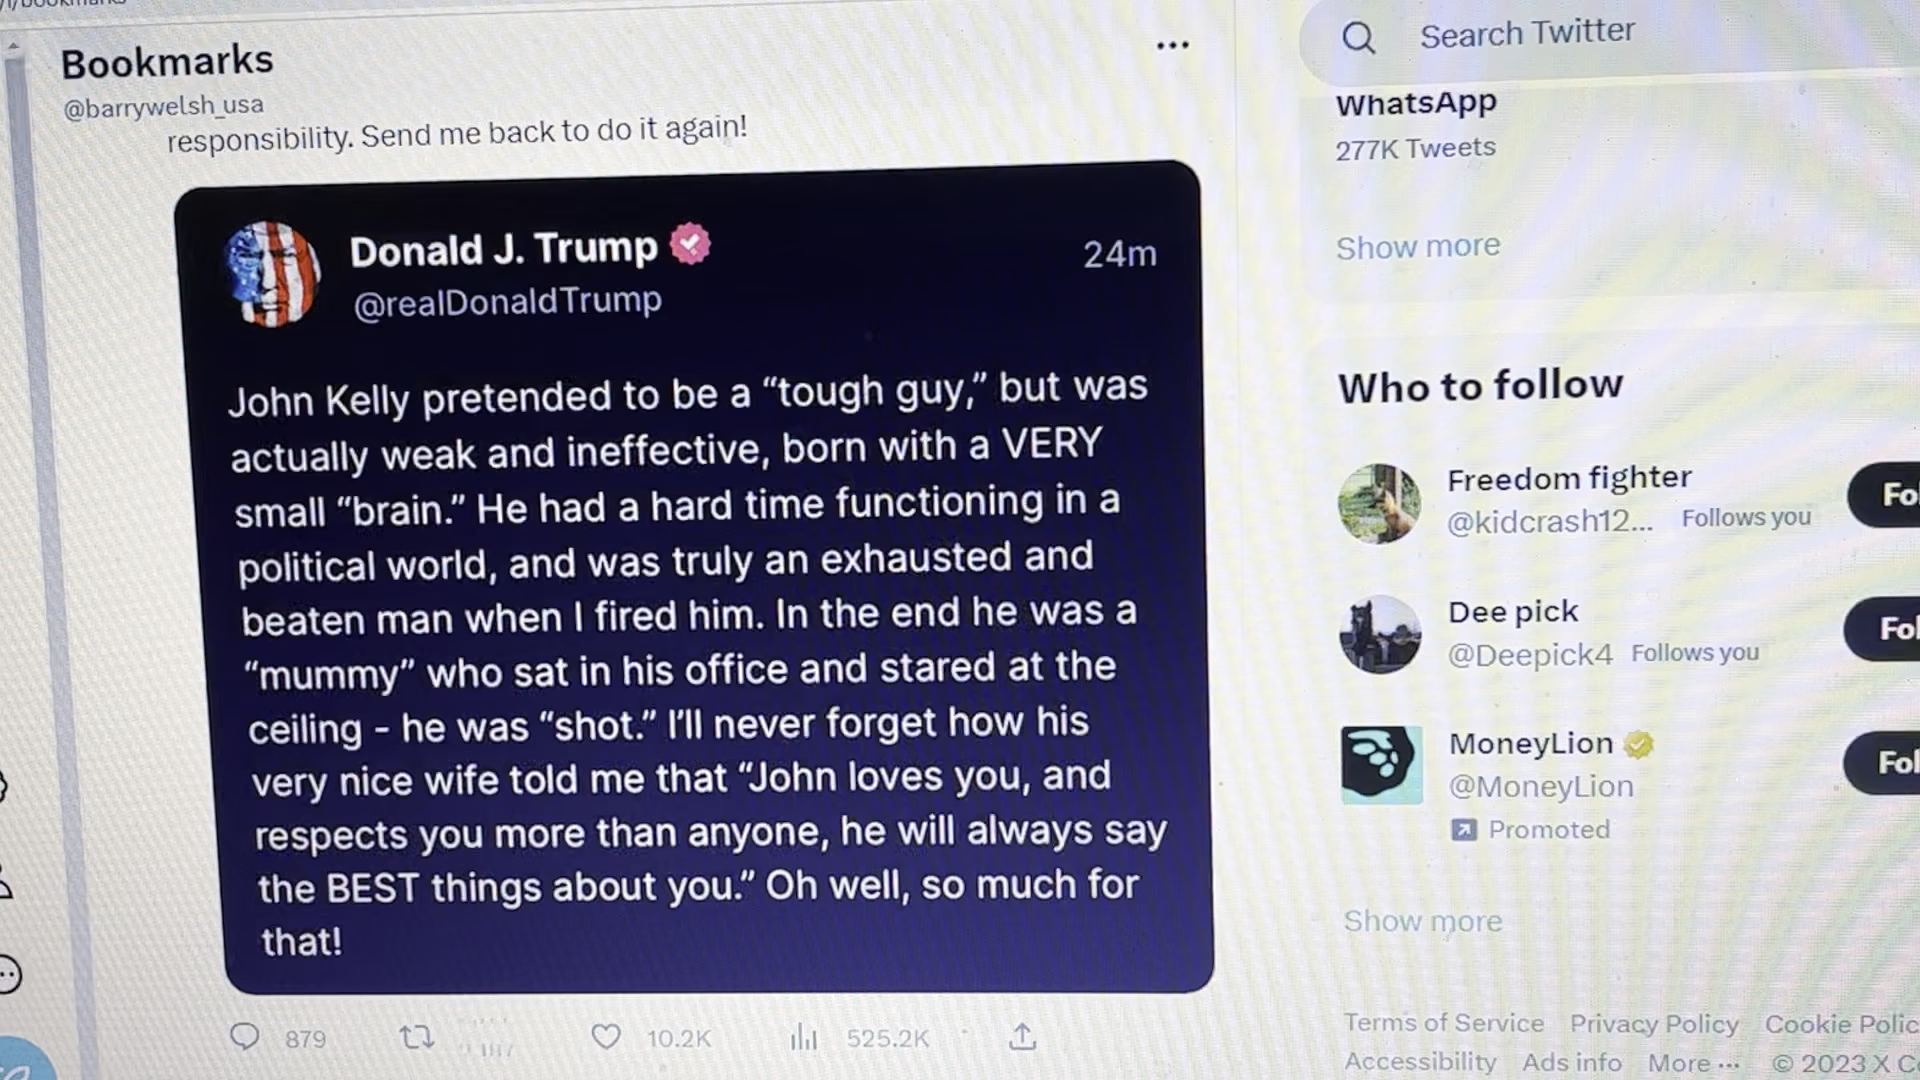 Bookmarks
@barrywelsh_usa
responsibility. Send me back to do it again!
Donald J. Trump
24m
@realDonaldTrump
John Kelly pretended to be a “tough guy,” but was
actually weak and ineffective, born with a VERY
small “brain.” He had a hard time functioning in a
political world, and was truly an exhausted and
beaten man when I fired him. In the end he was a
“mummy” who sat in his office and stared at the
ceiling – he was “shot.” I’ll never forget how his
very nice wife told me that “John loves you, and
respects you more than anyone, he will always say
the BEST things about you.” Oh well, so much for
that!
879
10.2K
525.2K
Search Twitter
WhatsApp
277K Tweets
Show more
Who to follow
Freedom fighter
@kidcrash12... Follows you
Fol
Dee pick
@Deepick4 Follows you
Fol
MoneyLion
@MoneyLion
Fol
Promoted
Show more
Terms of Service Privacy Policy Cookie Polic
Accessibility Ads info More ··· © 2023 X Co